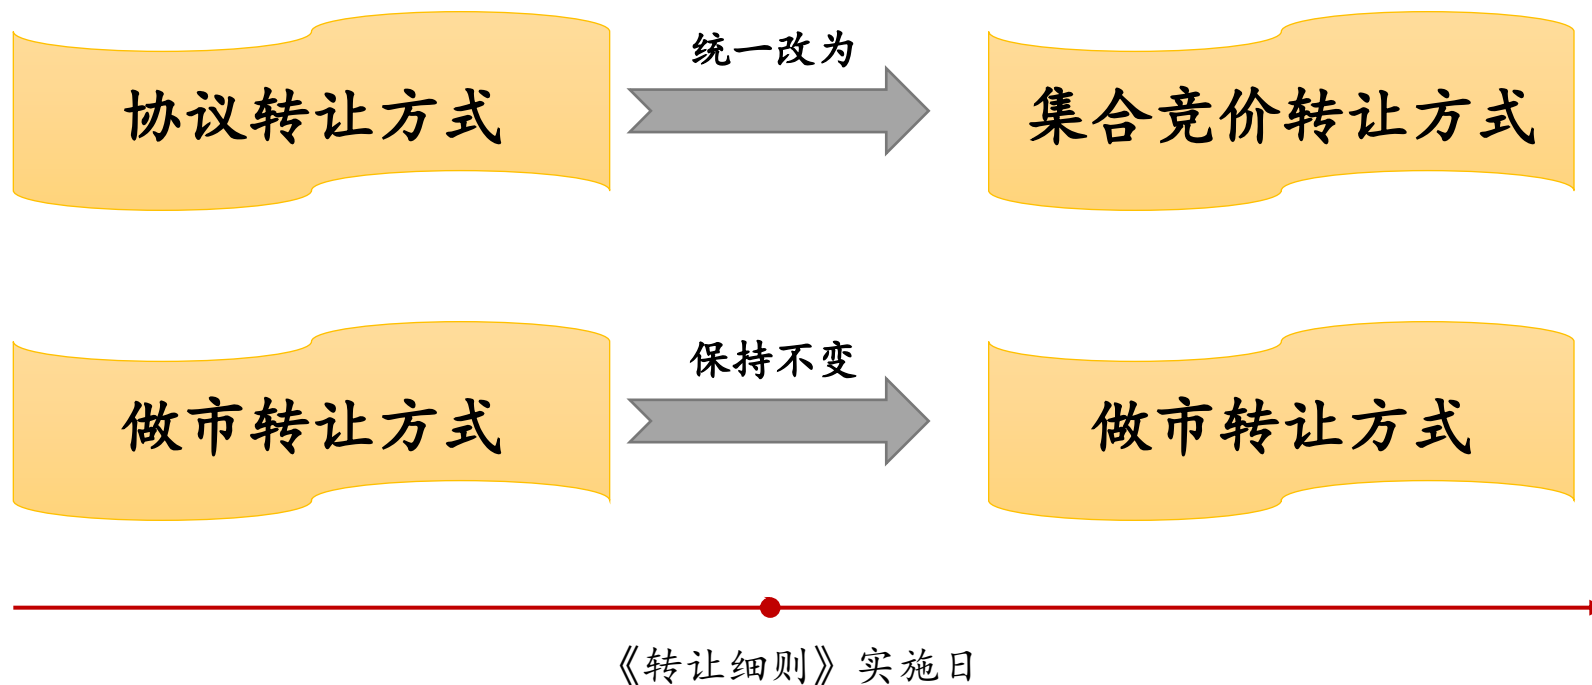 统一改为
协议转让方式
集合竞价转让方式
保持不变
做市转让方式
做市转让方式
《转让细则》实施日